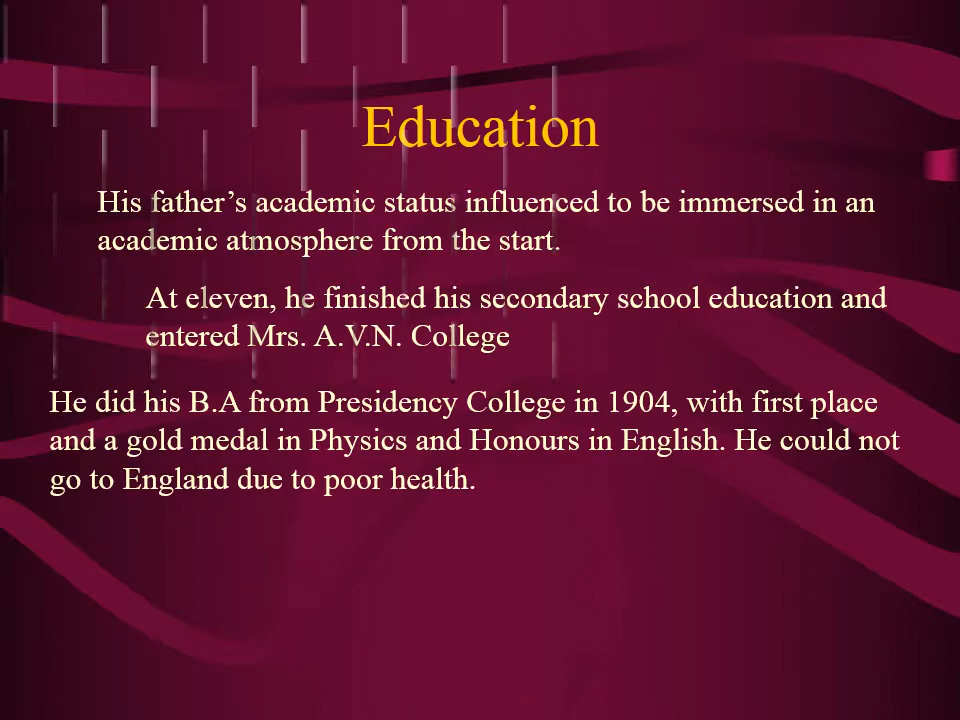 Education
His father’s academic status influenced to be immersed in an
academic atmosphere from the start.
At eleven, he finished his secondary school education and
entered Mrs. A.V.N. College
He did his B.A from Presidency College in 1904, with first place
and a gold medal in Physics and Honours in English. He could not
go to England due to poor health.